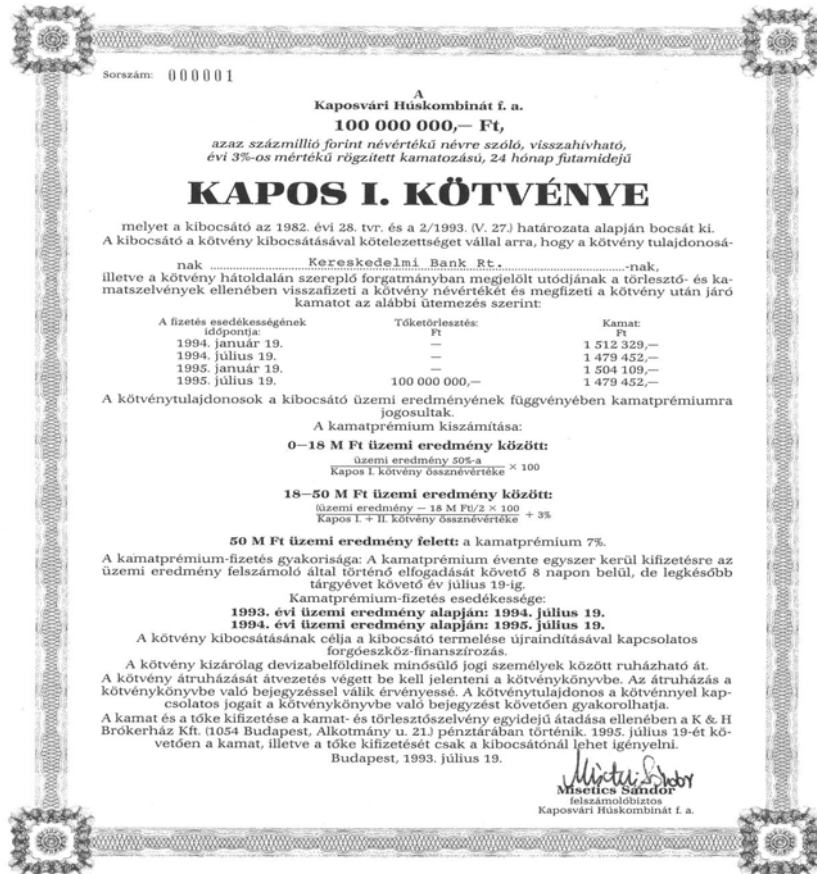 Sorszám: 000001
A
Kaposvári Húskombinát f. a.
100 000 000,— Ft,
azaz százmillió forint névértékű névre szóló, visszahívható,
évi 3%-os mértékű rögzített kamatozású, 24 hónap futamidejű
KAPOS I. KÖTVÉNYE
melyet a kibocsátó az 1982. évi 28. tvr. és a 2/1993. (V. 27.) határozata alapján bocsát ki.
A kibocsátó a kötvény kibocsátásával kötelezettséget vállal arra, hogy a kötvény tulajdonosá-
nak Kereskedelmi Bank Rt. -nak,
illetve a kötvény hátoldalán szereplő forgatmányban megjelölt utódjának a törlesztő- és ka-
matszelvények ellenében visszafizeti a kötvény névértékét és megfizeti a kötvény után járó
kamatot az alábbi ütemezés szerint:
A fizetés esedékességének időpontja: Tőketörlesztés: Ft Kamat: Ft
1994. január 19. — 1 512 329,—
1994. július 19. — 1 479 452,—
1995. január 19. — 1 504 109,—
1995. július 19. 100 000 000,— 1 479 452,—
A kötvénytulajdonosok a kibocsátó üzemi eredményének függvényében kamatprémiumra
jogosultak.
A kamatprémium kiszámítása:
0—18 M Ft üzemi eredmény között:
üzemi eredmény 50%-a
Kapos I. kötvény össznévértéke × 100
18—50 M Ft üzemi eredmény között:
(üzemi eredmény — 18 M Ft)/2 × 100
Kapos I. + II. kötvény össznévértéke + 3%
50 M Ft üzemi eredmény felett: a kamatprémium 7%.
A kamatprémium-fizetés gyakorisága: A kamatprémium évente egyszer kerül kifizetésre az
üzemi eredmény felszámoló által történő elfogadását követő 8 napon belül, de legkésőbb
tárgyévet követő év július 19-ig.
Kamatprémium-fizetés esedékessége:
1993. évi üzemi eredmény alapján: 1994. július 19.
1994. évi üzemi eredmény alapján: 1995. július 19.
A kötvény kibocsátásának célja a kibocsátó termelése újraindításával kapcsolatos
forgóeszköz-finanszírozás.
A kötvény kizárólag devizabelföldinek minősülő jogi személyek között ruházható át.
A kötvény átruházását átvezetés végett be kell jelenteni a kötvénykönyvbe. Az átruházás a
kötvénykönyvbe való bejegyzéssel válik érvényessé. A kötvénytulajdonos a kötvénnyel kap-
csolatos jogait a kötvénykönyvbe való bejegyzést követően gyakorolhatja.
A kamat és a tőke kifizetése a kamat- és törlesztőszelvény egyidejű átadása ellenében a K & H
Brókerház Kft. (1054 Budapest, Alkotmány u. 21.) pénztárában történik. 1995. július 19-ét kö-
vetően a kamat, illetve a tőke kifizetését csak a kibocsátónál lehet igényelni.
Budapest, 1993. július 19.
Misetics Sándor
Misetics Sándor
felszámolóbiztos
Kaposvári Húskombinát f. a.